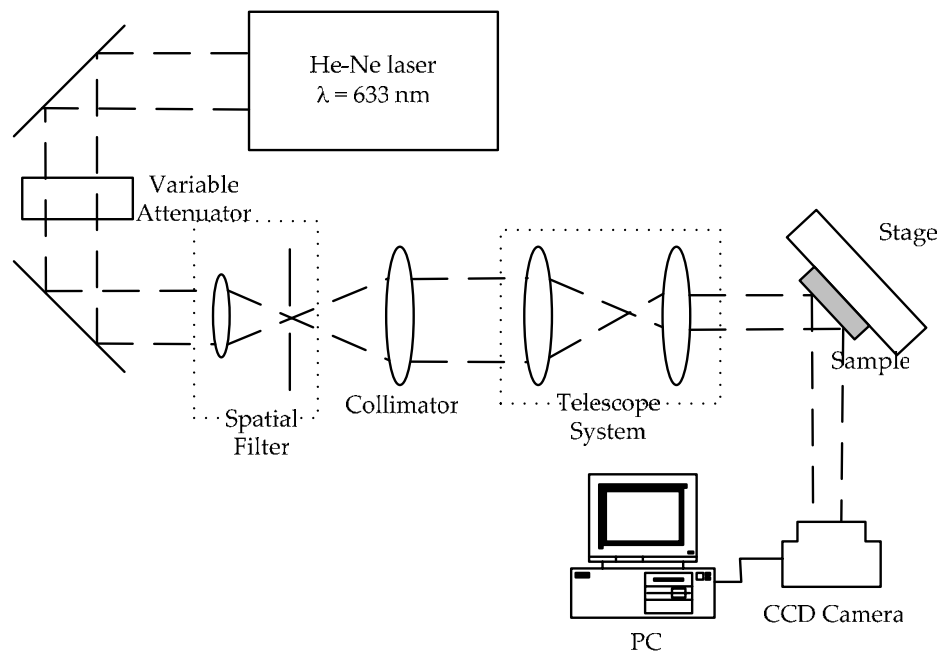 He-Ne laser
λ = 633 nm
Variable
Attenuator
Stage
Sample
Collimator
Spatial
Filter
Telescope
System
CCD Camera
PC